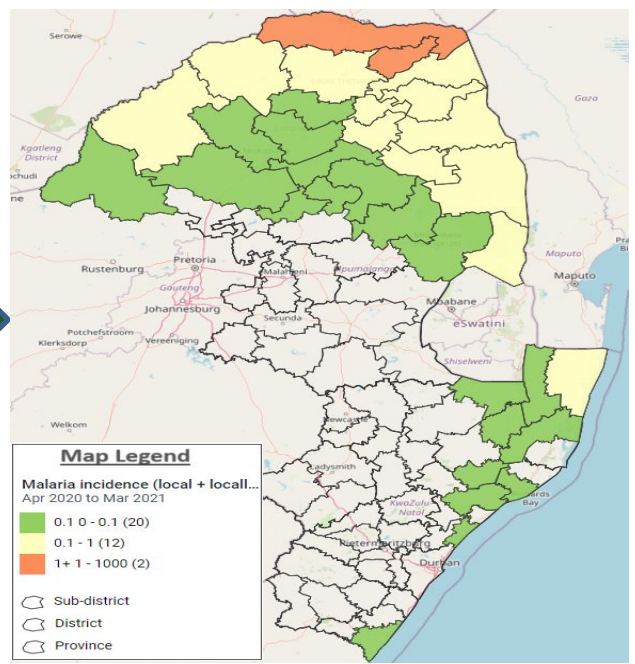 Serowe
Gaza
Kgatleng
District
Rustenburg
Pretoria
Malahleni
Mpumalanga
Gauteng
Johannesburg
Secunda
Mbabane
Maputo
Maputo
eSwatini
Potchefstroom
Klerksdorp
Vereeniging
Shiselweni
Welkom
Newcastle
Ladysmith
KwaZulu-
Natal
Bay
Pietermaritzburg
Durban
Map Legend
Malaria incidence (local + locall...
Apr 2020 to Mar 2021
0.1 0 - 0.1 (20)
0.1 - 1 (12)
1+ 1 - 1000 (2)
Sub-district
District
Province